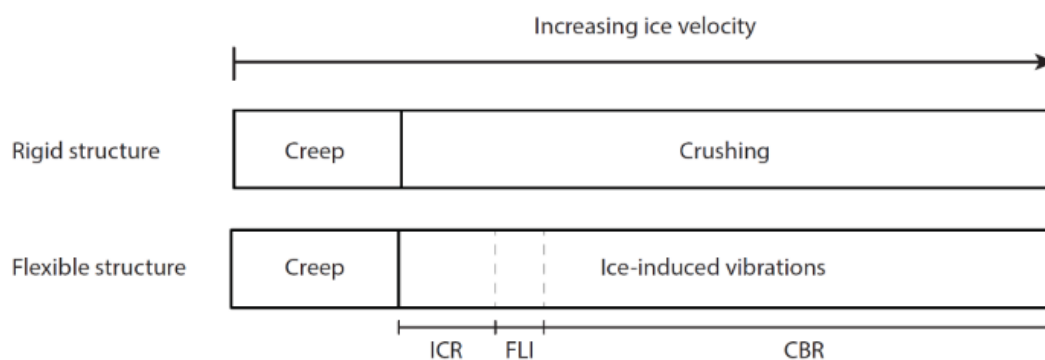 Increasing ice velocity
Rigid structure Creep Crushing
Flexible structure Creep Ice-induced vibrations
ICR FLI CBR